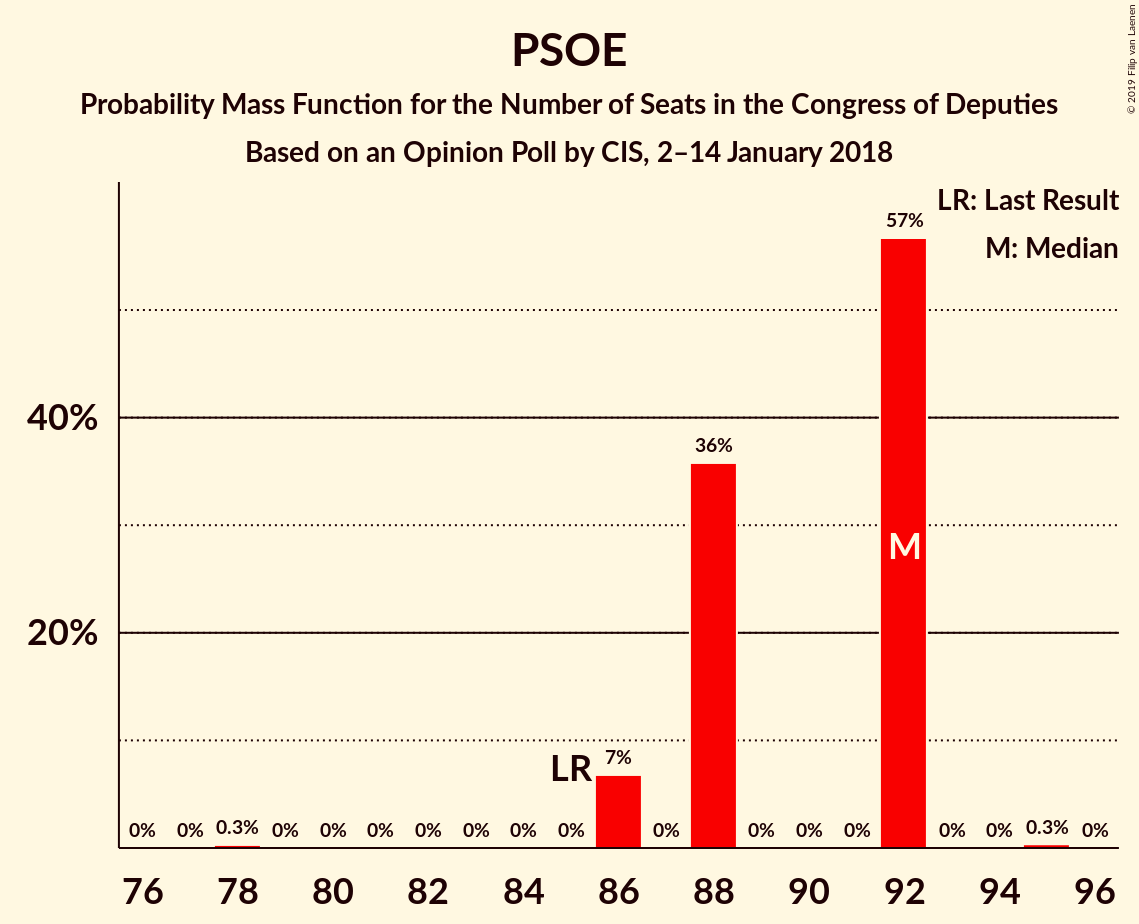 PSOE
Probability Mass Function for the Number of Seats in the Congress of Deputies
Based on an Opinion Poll by CIS, 2–14 January 2018
© 2019 Filip van Laenen
LR: Last Result
M: Median
57%
40%
36%
M
20%
LR
7%
0% 0% 0.3% 0% 0% 0% 0% 0% 0% 0% 0% 0% 0% 0% 0% 0% 0.3% 0%
76 78 80 82 84 86 88 90 92 94 96